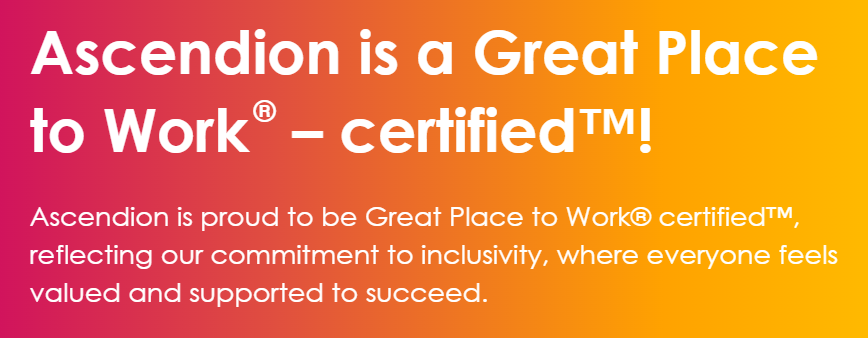 Ascendion is a Great Place
to Work® – certified™!
Ascendion is proud to be Great Place to Work® certified™,
reflecting our commitment to inclusivity, where everyone feels
valued and supported to succeed.